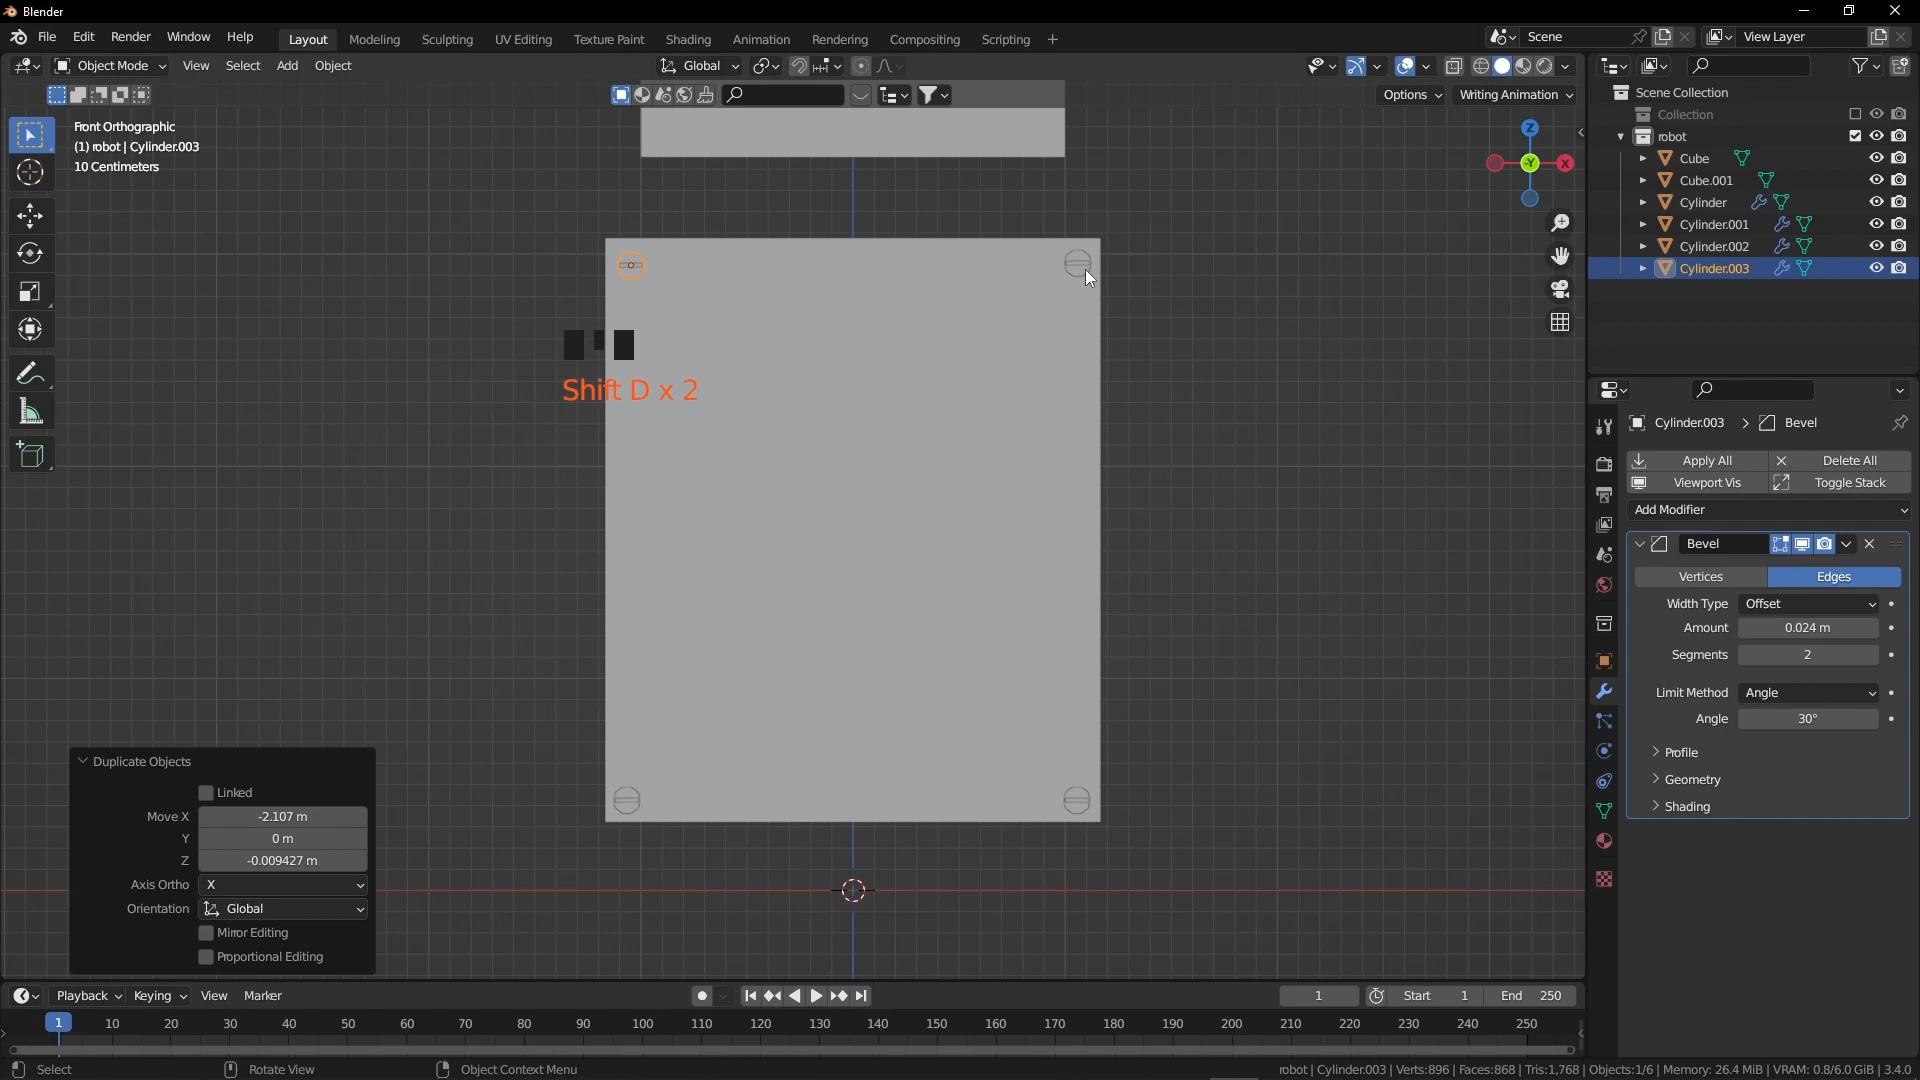 Blender
File Edit Render Window Help Layout Modeling Sculpting UV Editing Texture Paint Shading Animation Rendering Compositing Scripting + Scene View Layer
Object Mode View Select Add Object Global
Options Writing Animation
Front Orthographic
(1) robot | Cylinder.003
10 Centimeters
Z
-Y
X
Shift D x 2
Scene Collection
Collection
robot
Cube
Cube.001
Cylinder
Cylinder.001
Cylinder.002
Cylinder.003
Cylinder.003 > Bevel
Apply All Delete All
Viewport Vis Toggle Stack
Add Modifier
Bevel
Vertices Edges
Width Type Offset
Amount 0.024 m
Segments 2
Limit Method Angle
Angle 30°
Profile
Geometry
Shading
Duplicate Objects
Linked
Move X -2.107 m
Y 0 m
Z -0.009427 m
Axis Ortho X
Orientation Global
Mirror Editing
Proportional Editing
Playback Keying View Marker 1 Start 1 End 250
1 10 20 30 40 50 60 70 80 90 100 110 120 130 140 150 160 170 180 190 200 210 220 230 240 250
Select Rotate View Object Context Menu robot | Cylinder.003 | Verts:896 | Faces:868 | Tris:1,768 | Objects:1/6 | Memory: 26.4 MiB | VRAM: 0.8/6.0 GiB | 3.4.0